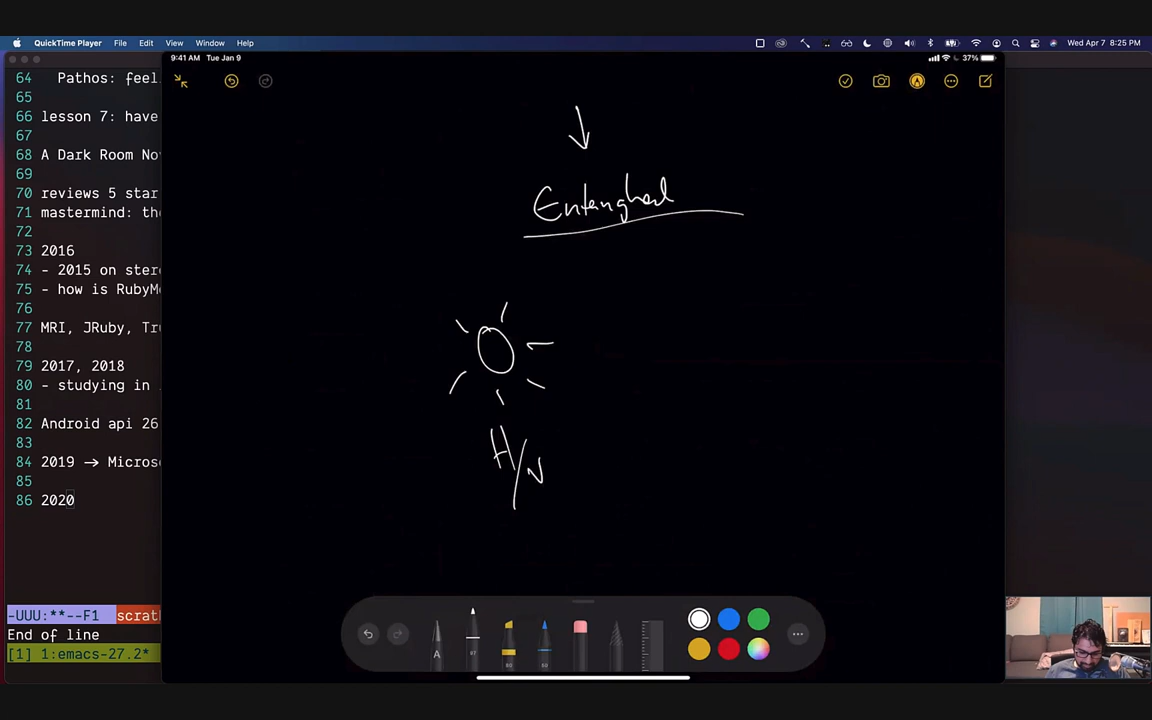 QuickTime Player File Edit View Window Help
Wed Apr 7 8:25 PM
9:41 AM Tue Jan 9
37%
64 Pathos: feel
65
66 lesson 7: have
67
68 A Dark Room No
69
70 reviews 5 star
71 mastermind: the
72
73 2016
74 - 2015 on ster
75 - how is RubyM
76
77 MRI, JRuby, Tru
78
79 2017, 2018
80 - studying in
81
82 Android api 26
83
84 2019 → Micros
85
86 2020
-UUU:**--F1 scrat
End of line
[1] 1:emacs-27.2*
Entangled
H/N
A
97
80
60